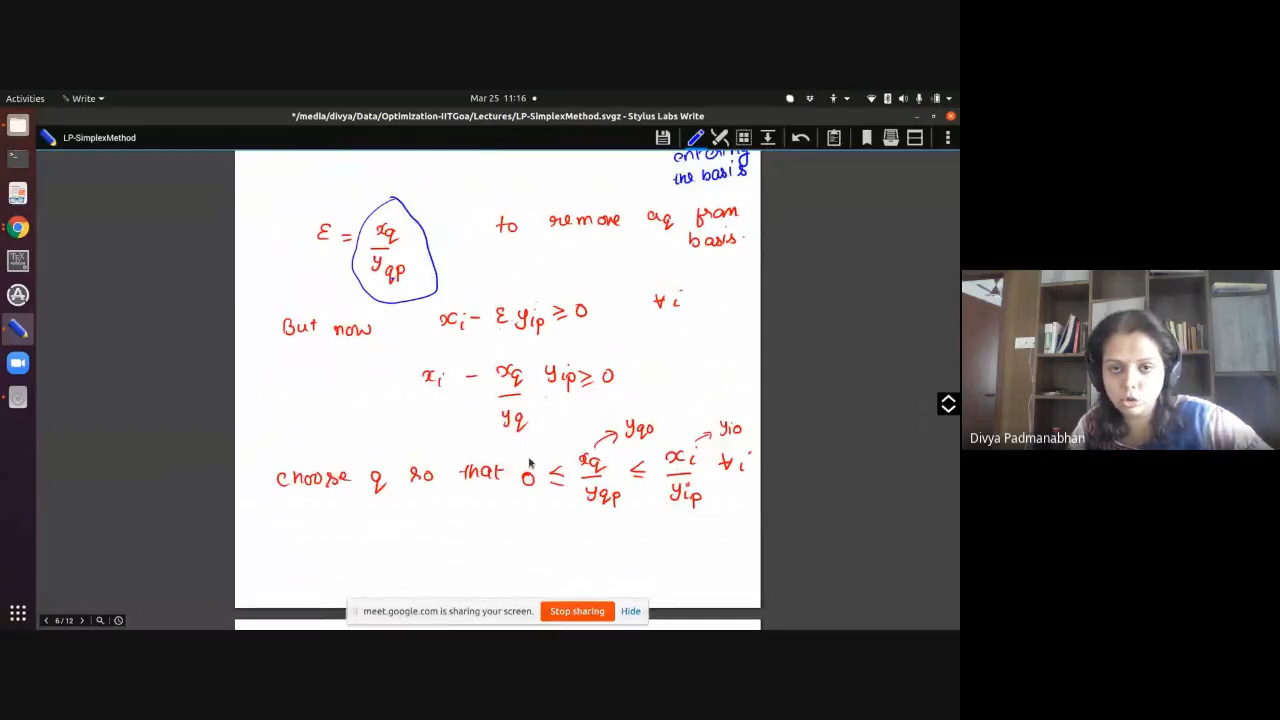 Activities
Write
Mar 25 11:16
*/media/divya/Data/Optimization-IITGoa/Lectures/LP-SimplexMethod.svgz - Stylus Labs Write
LP-SimplexMethod
entering
the basis
ε = xq / yqp to remove aq from
basis.
But now xi - ε yip ≥ 0 ∀ i
xi - xq / yq yip ≥ 0
→ yq0 → yi0
choose q so that 0 ≤ xq / yqp ≤ xi / yip ∀ i
Divya Padmanabhan
meet.google.com is sharing your screen. Stop sharing Hide
6/12